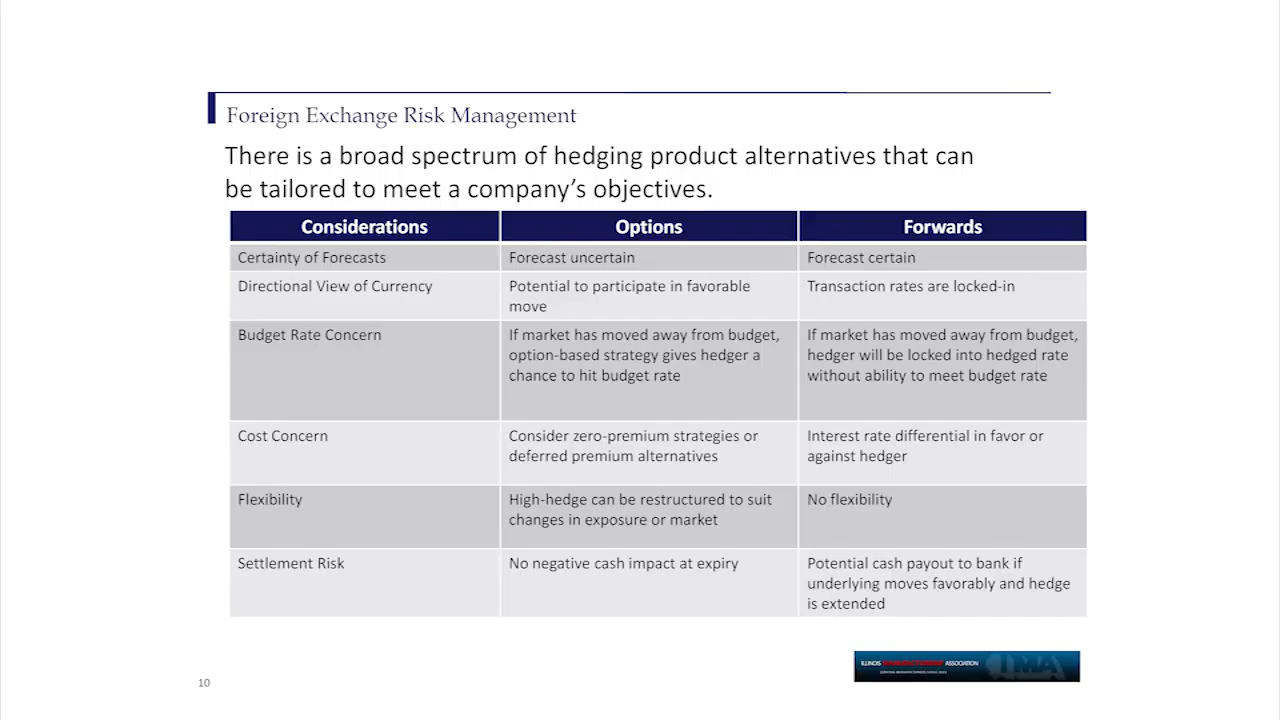 Foreign Exchange Risk Management
There is a broad spectrum of hedging product alternatives that can
be tailored to meet a company’s objectives.
Considerations
Options
Forwards
Certainty of Forecasts
Forecast uncertain
Forecast certain
Directional View of Currency
Potential to participate in favorable
move
Transaction rates are locked-in
Budget Rate Concern
If market has moved away from budget,
option-based strategy gives hedger a
chance to hit budget rate
If market has moved away from budget,
hedger will be locked into hedged rate
without ability to meet budget rate
Cost Concern
Consider zero-premium strategies or
deferred premium alternatives
Interest rate differential in favor or
against hedger
Flexibility
High-hedge can be restructured to suit
changes in exposure or market
No flexibility
Settlement Risk
No negative cash impact at expiry
Potential cash payout to bank if
underlying moves favorably and hedge
is extended
ILLINOIS ASSOCIATION
IMA
10